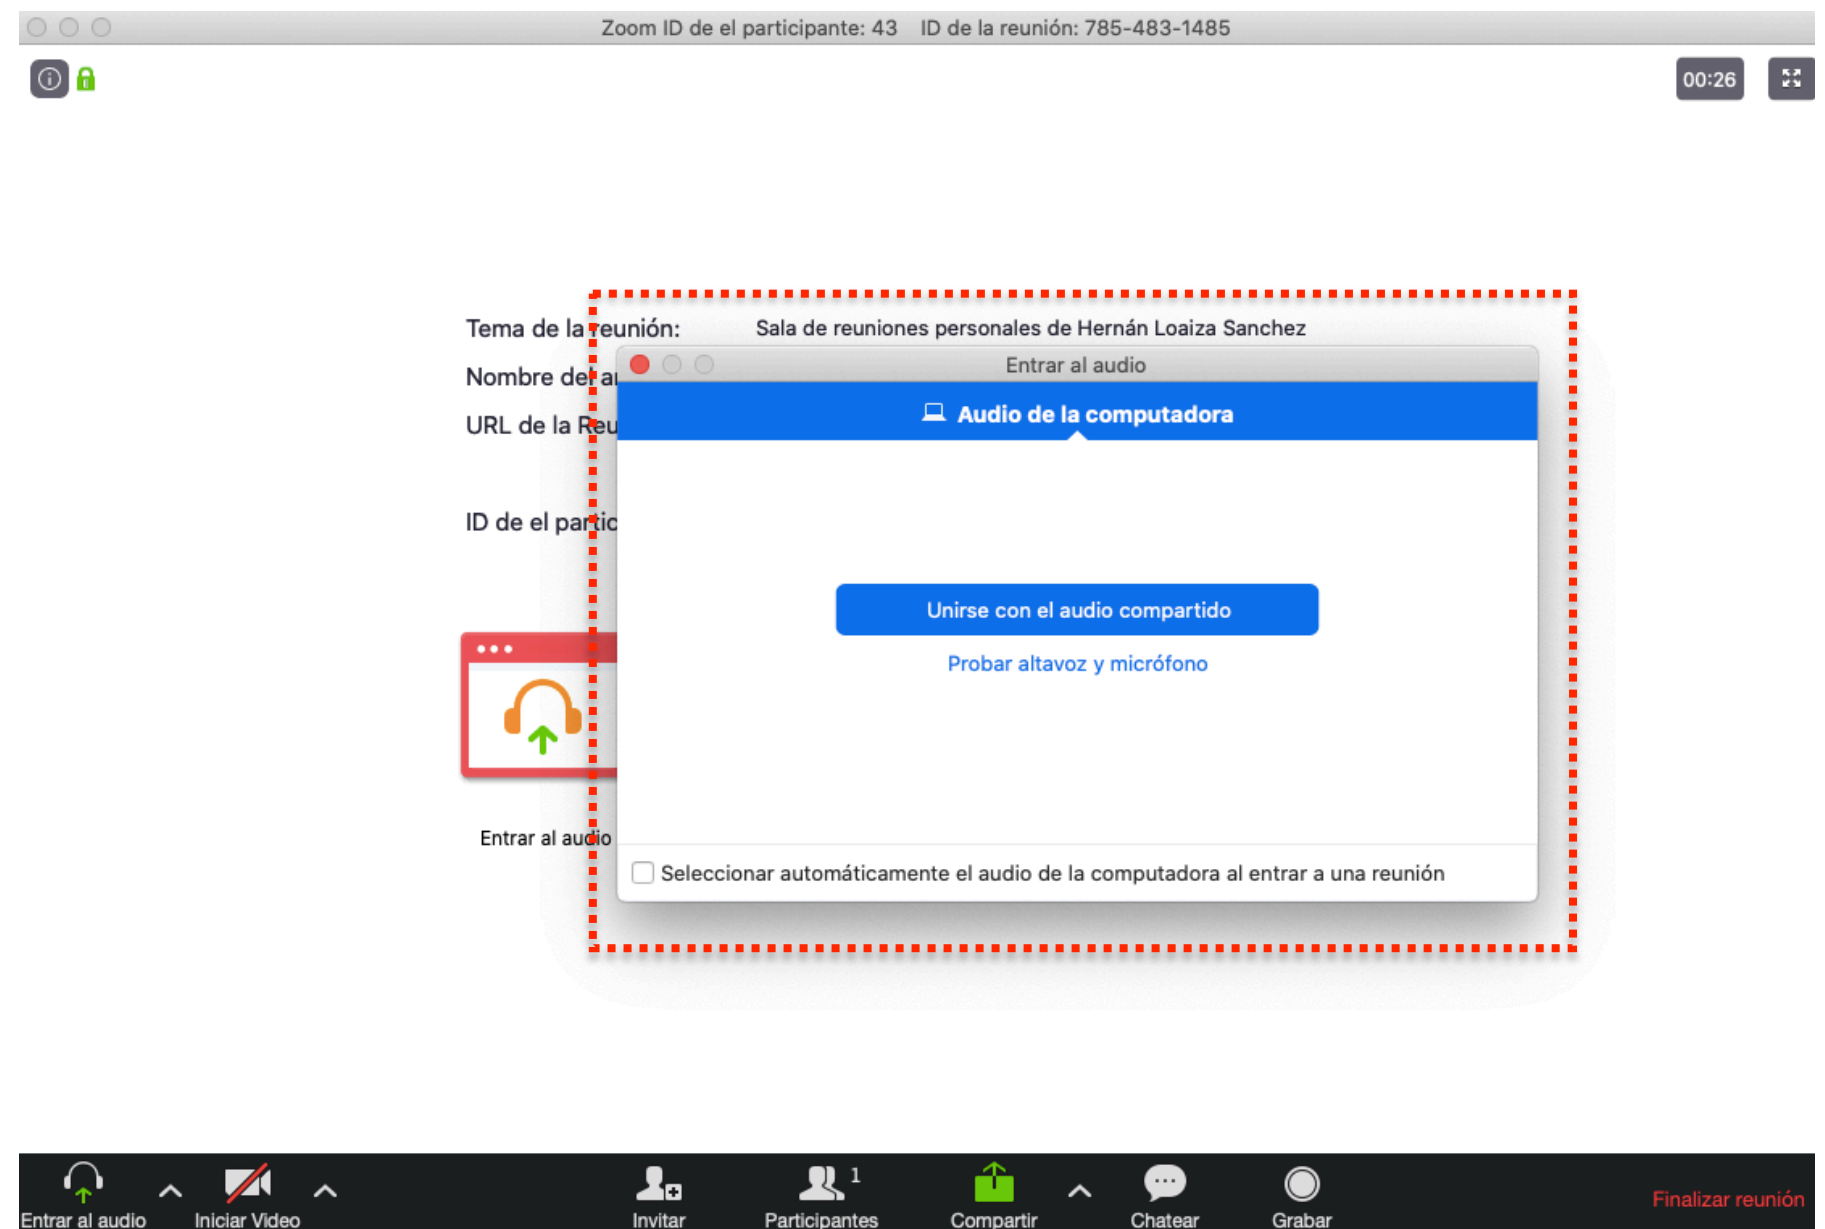 Zoom ID de el participante: 43 ID de la reunión: 785-483-1485
00:26
Tema de la reunión: Sala de reuniones personales de Hernán Loaiza Sanchez
Entrar al audio
Nombre del
Audio de la computadora
URL de la
ID de el
Unirse con el audio compartido
Probar altavoz y micrófono
Entrar al audio
Seleccionar automáticamente el audio de la computadora al entrar a una reunión
1
Entrar al audio Iniciar Video Invitar Participantes Compartir Chatear Grabar Finalizar reunión